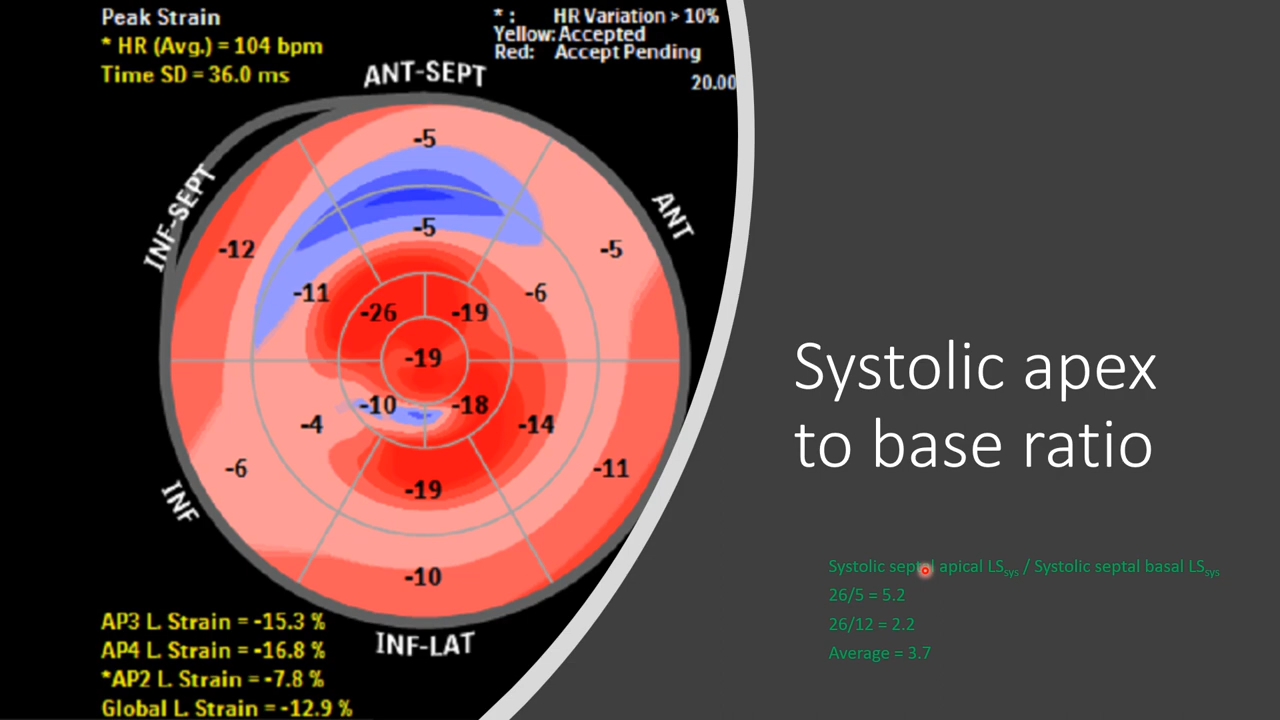 Peak Strain
* HR (Avg.) = 104 bpm
Time SD = 36.0 ms
* : HR Variation > 10%
Yellow: Accepted
Red: Accept Pending
20.00
ANT-SEPT
INF-SEPT
ANT
-5
-12
-5
-5
-11
-6
-26
-19
-19
-10
-18
-4
-14
-6
-11
-19
-10
INF
INF-LAT
AP3 L. Strain = -15.3 %
AP4 L. Strain = -16.8 %
*AP2 L. Strain = -7.8 %
Global L. Strain = -12.9 %
Systolic apex
to base ratio
Systolic septal apical LSsys / Systolic septal basal LSsys
26/5 = 5.2
26/12 = 2.2
Average = 3.7